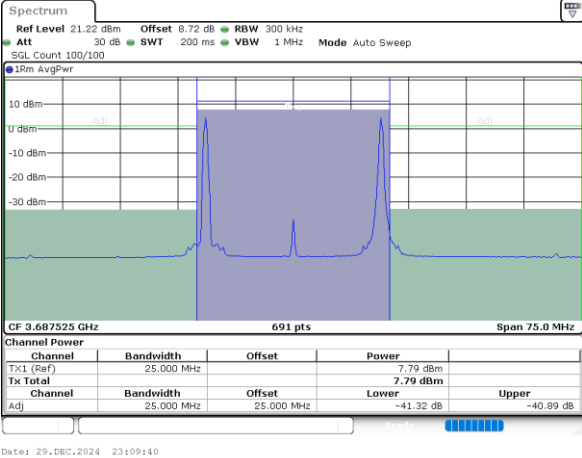 Spectrum
Ref Level 21.22 dBm Offset 8.72 dB RBW 300 kHz
Att 30 dB SWT 200 ms VBW 1 MHz Mode Auto Sweep
SGL Count 100/100
1Rm AvgPwr
10 dBm
Adj
Adj
0 dBm
-10 dBm
-20 dBm
-30 dBm
CF 3.687525 GHz 691 pts Span 75.0 MHz
Channel Power
Channel Bandwidth Offset Power
TX1 (Ref) 25.000 MHz 7.79 dBm
Tx Total 7.79 dBm
Channel Bandwidth Offset Lower Upper
Adj 25.000 MHz 25.000 MHz -41.32 dB -40.89 dB
Ready
Date: 29.DEC.2024 23:09:40